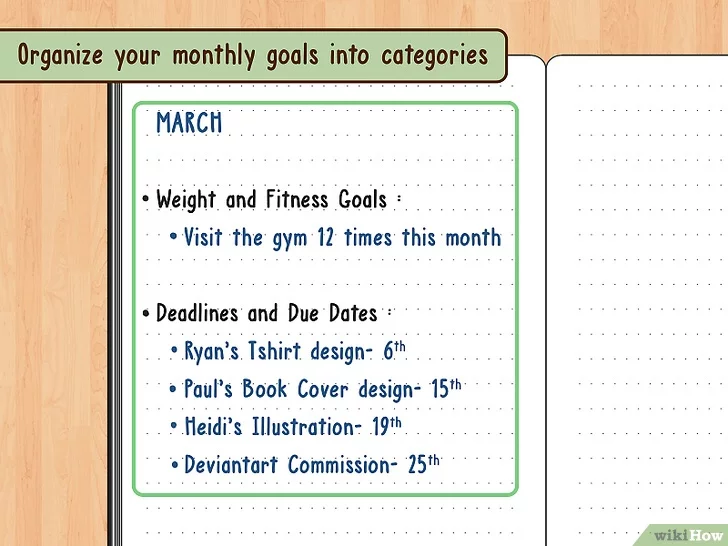 Organize your monthly goals into categories
MARCH
• Weight and Fitness Goals :
• Visit the gym 12 times this month
• Deadlines and Due Dates :
• Ryan's Tshirt design- 6th
• Paul's Book Cover design- 15th
• Heidi's Illustration- 19th
• Deviantart Commission- 25th
wikiHow